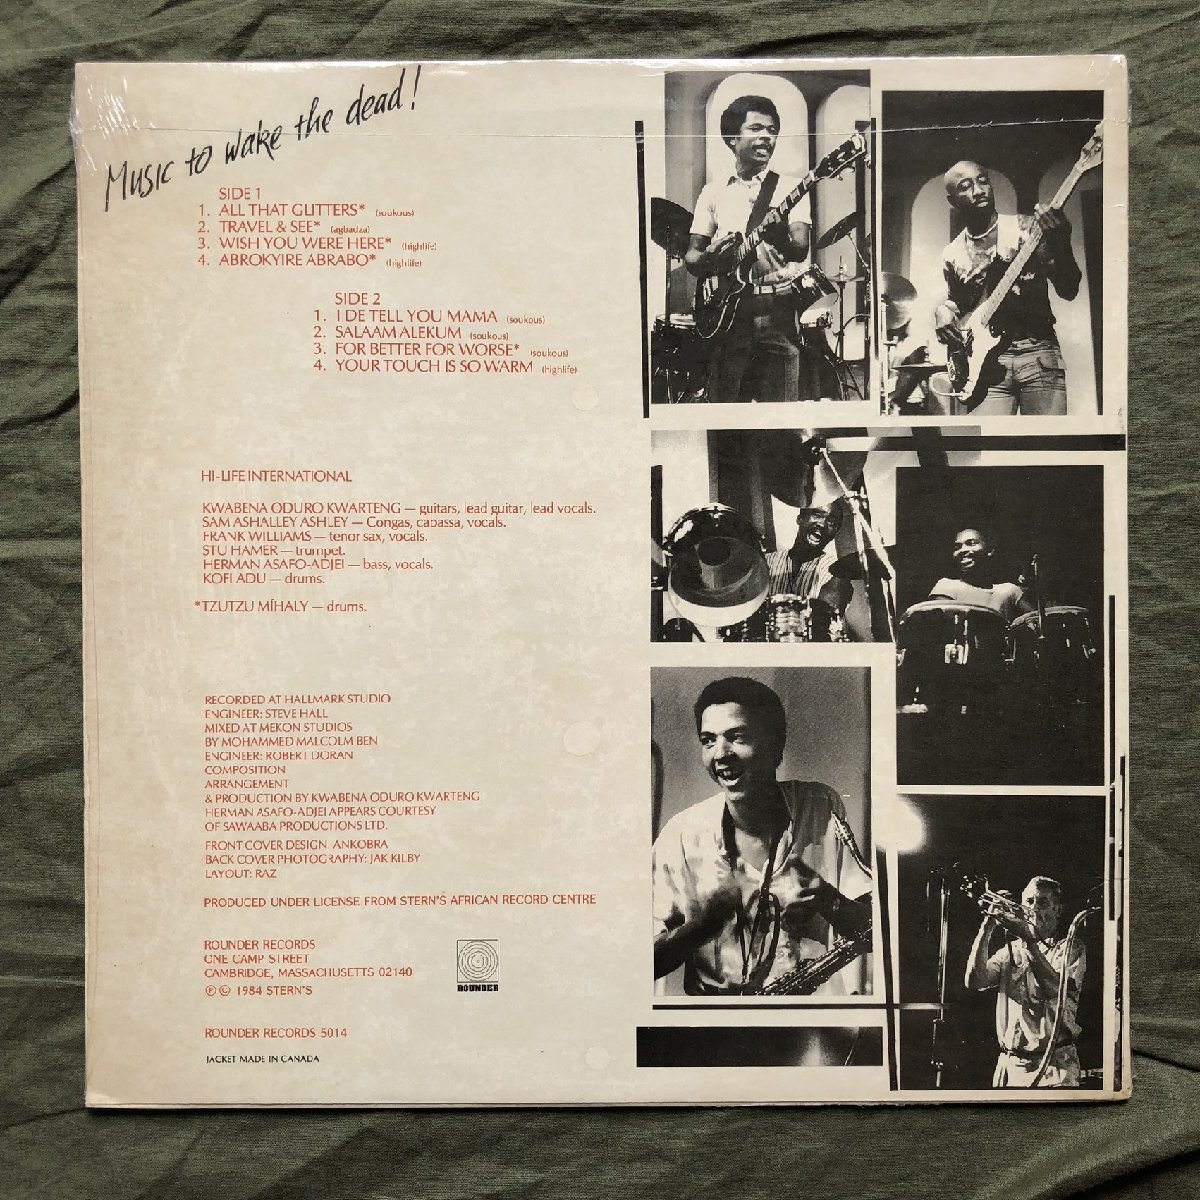 Music to wake the dead!
SIDE 1
1. ALL THAT GLITTERS* (soukous)
2. TRAVEL & SEE* (agbadza)
3. WISH YOU WERE HERE* (highlife)
4. ABROKYIRE ABRABO* (highlife)
SIDE 2
1. I DE TELL YOU MAMA (soukous)
2. SALAAM ALEKUM (soukous)
3. FOR BETTER FOR WORSE* (soukous)
4. YOUR TOUCH IS SO WARM (highlife)
HI-LIFE INTERNATIONAL
KWABENA ODURO KWARTENG — guitars, lead guitar, lead vocals.
SAM ASHALLEY ASHLEY — Congas, cabassa, vocals.
FRANK WILLIAMS — tenor sax, vocals.
STU HAMER — trumpet.
HERMAN ASAFO-ADJEI — bass, vocals.
KOFI ADU — drums.
*TZUTZU MÍHALY — drums.
RECORDED AT HALLMARK STUDIO
ENGINEER: STEVE HALL
MIXED AT MEKON STUDIOS
BY MOHAMMED MALCOLM BEN
ENGINEER: ROBERT DORAN
COMPOSITION
ARRANGEMENT
& PRODUCTION BY KWABENA ODURO KWARTENG
HERMAN ASAFO-ADJEI APPEARS COURTESY
OF SAWAABA PRODUCTIONS LTD.
FRONT COVER DESIGN: ANKOBRA
BACK COVER PHOTOGRAPHY: JAK KILBY
LAYOUT: RAZ
PRODUCED UNDER LICENSE FROM STERN'S AFRICAN RECORD CENTRE
ROUNDER RECORDS
ONE CAMP STREET
CAMBRIDGE, MASSACHUSETTS 02140
℗ © 1984 STERN'S
ROUNDER
ROUNDER RECORDS 5014
JACKET MADE IN CANADA